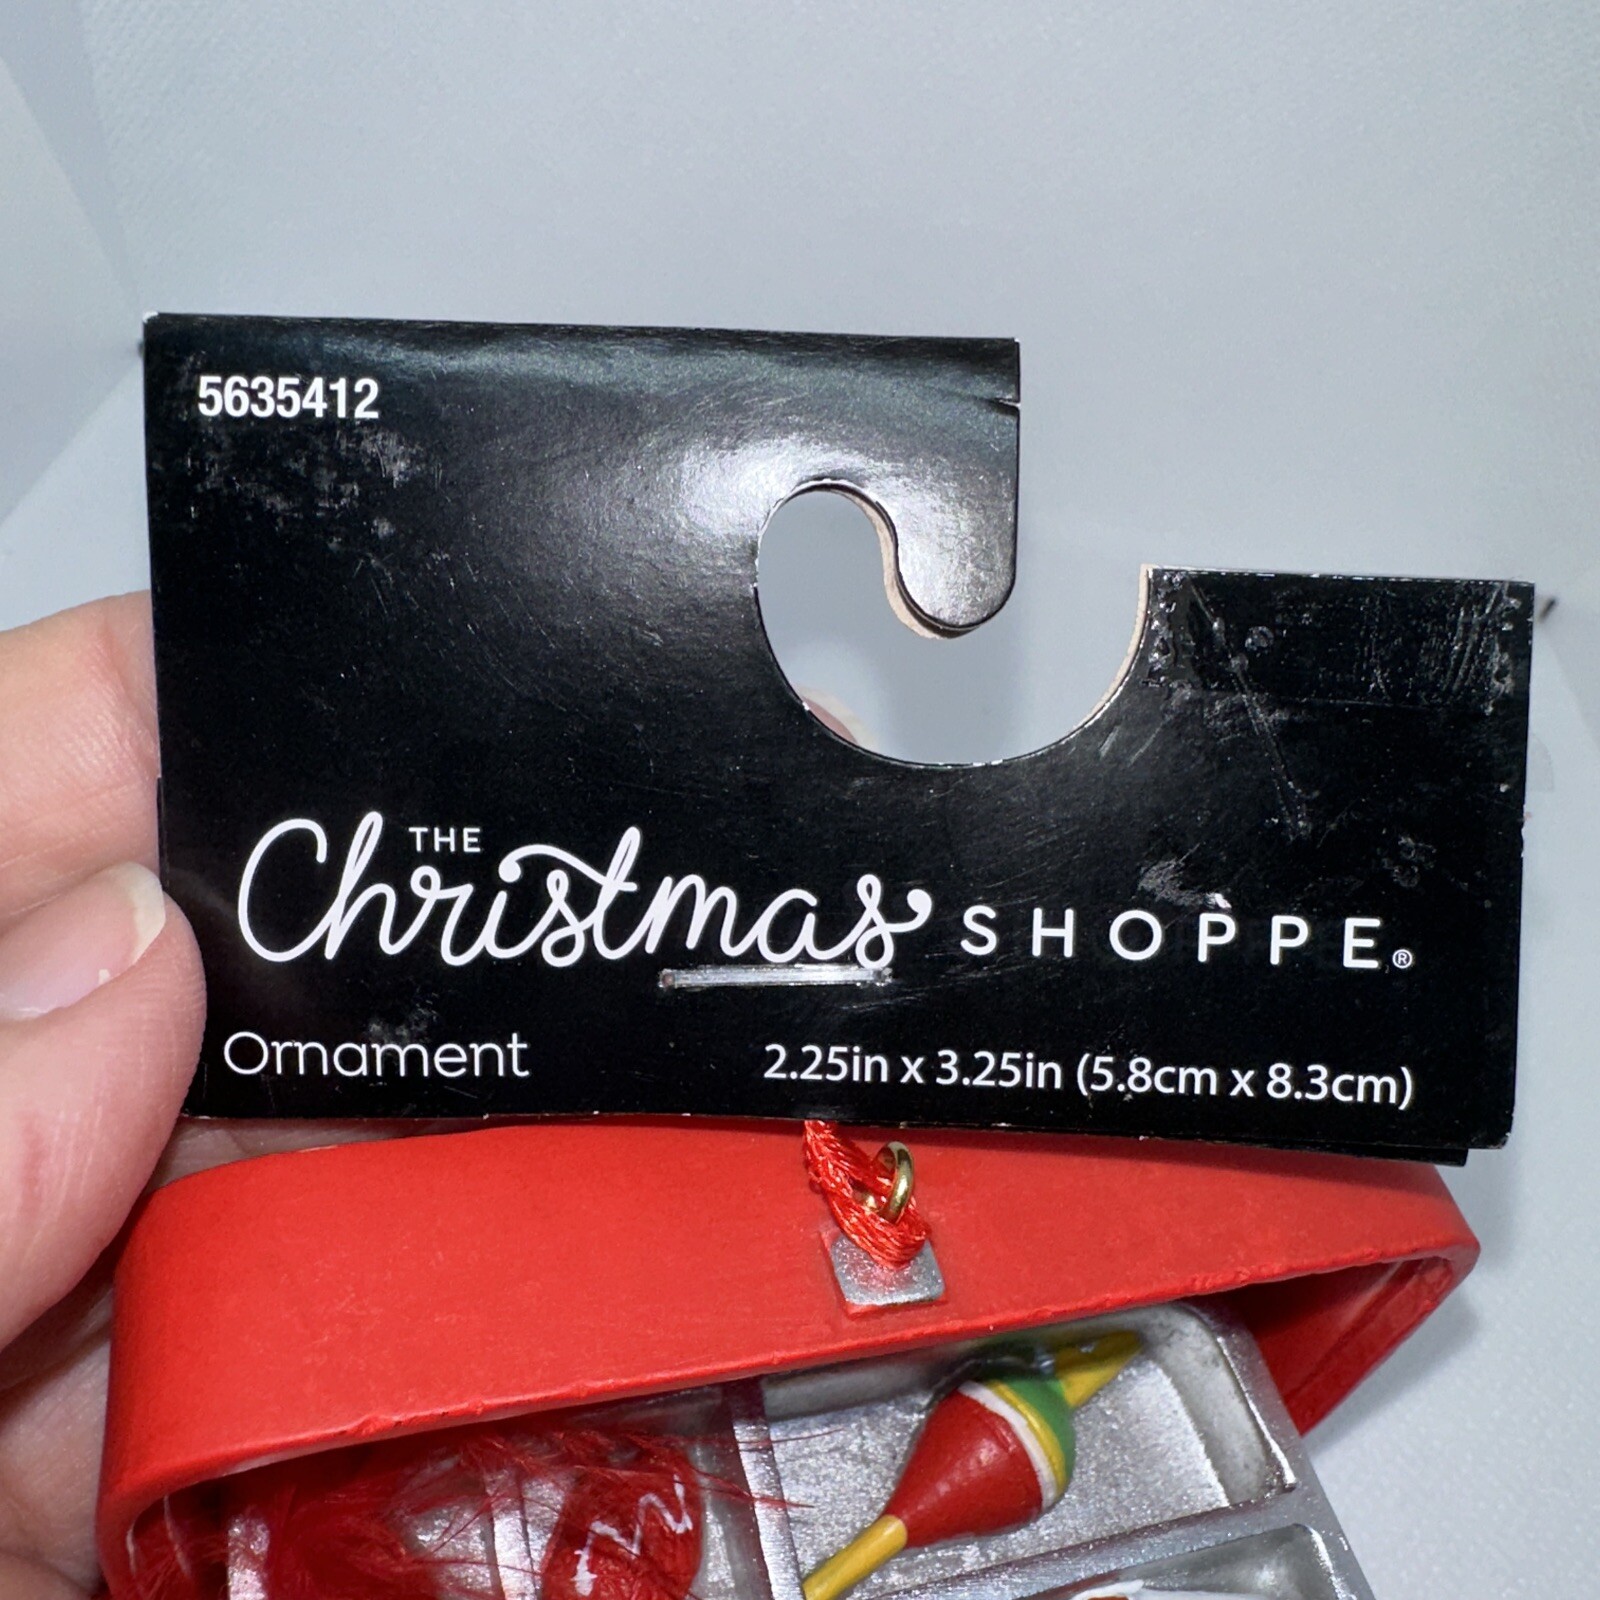 5635412
THE
Christmas SHOPPE®
Ornament
2.25in x 3.25in (5.8cm x 8.3cm)